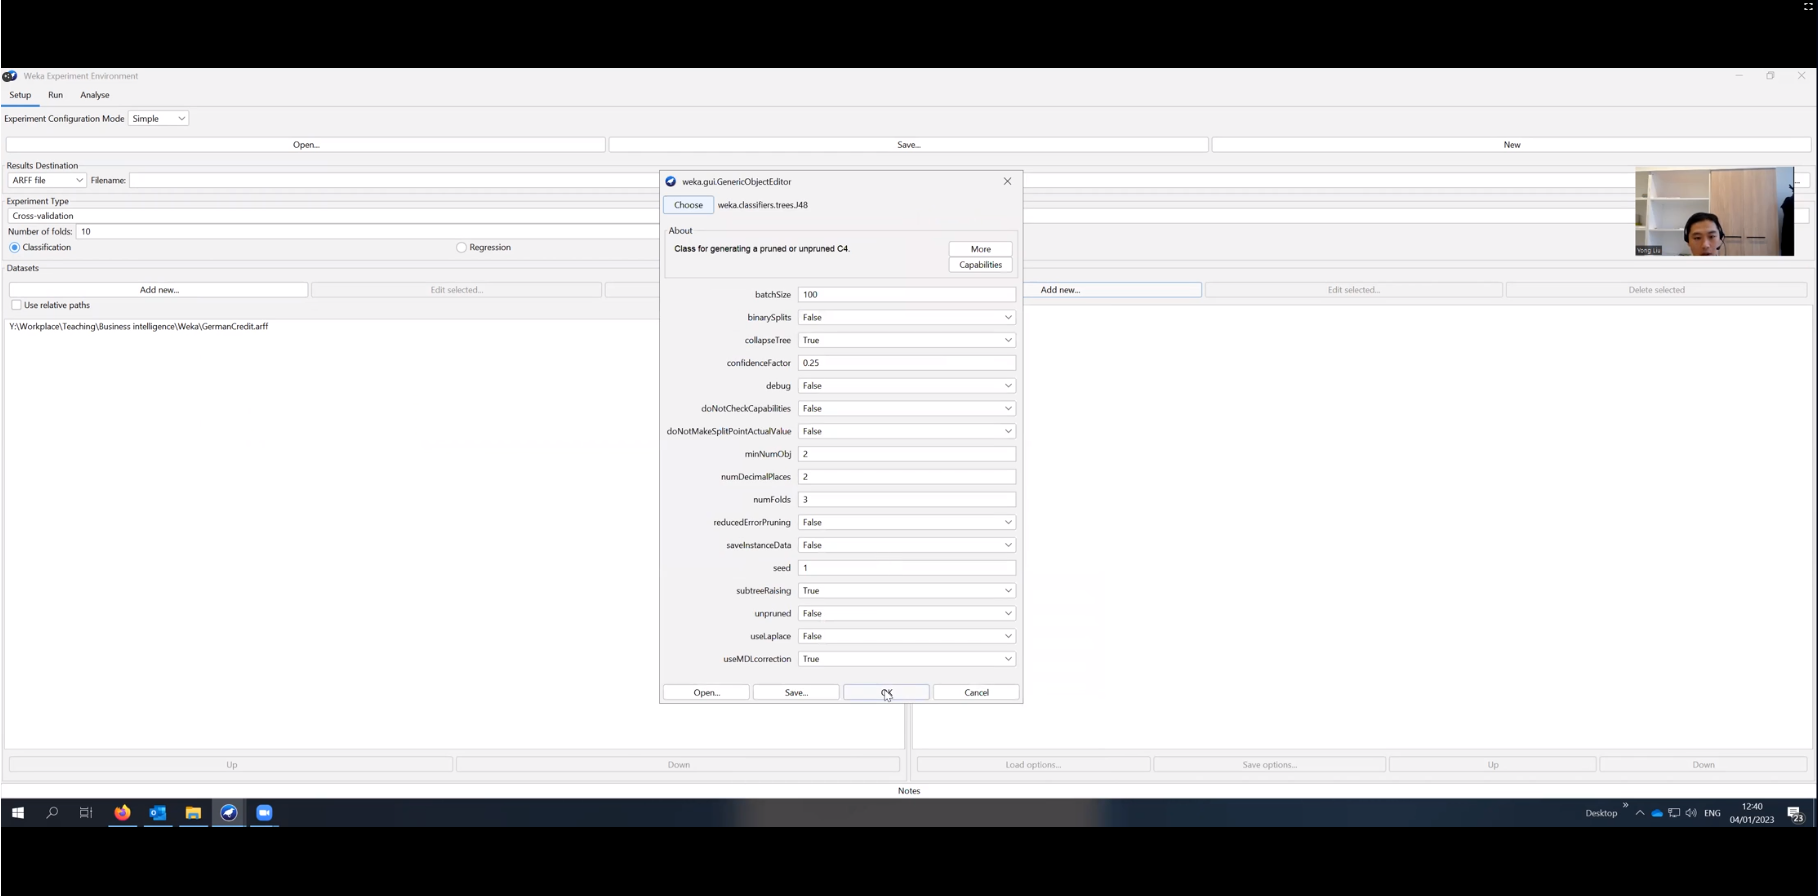 Weka Experiment Environment
Setup Run Analyse
Experiment Configuration Mode Simple
Open... Save... New
Results Destination
ARFF file Filename:
Experiment Type
Cross-validation
Number of folds: 10
Classification Regression
Datasets
Add new... Edit selected...
Use relative paths
Y:\Workplace\Teaching\Business intelligence\Weka\GermanCredit.arff
Up Down
weka.gui.GenericObjectEditor
Choose weka.classifiers.trees.J48
About
Class for generating a pruned or unpruned C4.
More
Capabilities
batchSize 100
binarySplits False
collapseTree True
confidenceFactor 0.25
debug False
doNotCheckCapabilities False
doNotMakeSplitPointActualValue False
minNumObj 2
numDecimalPlaces 2
numFolds 3
reducedErrorPruning False
saveInstanceData False
seed 1
subtreeRaising True
unpruned False
useLaplace False
useMDLcorrection True
Open... Save... OK Cancel
...
Yong Liu
Add new... Edit selected... Delete selected
Load options... Save options... Up Down
Notes
Desktop ENG
12:40
04/01/2023
23